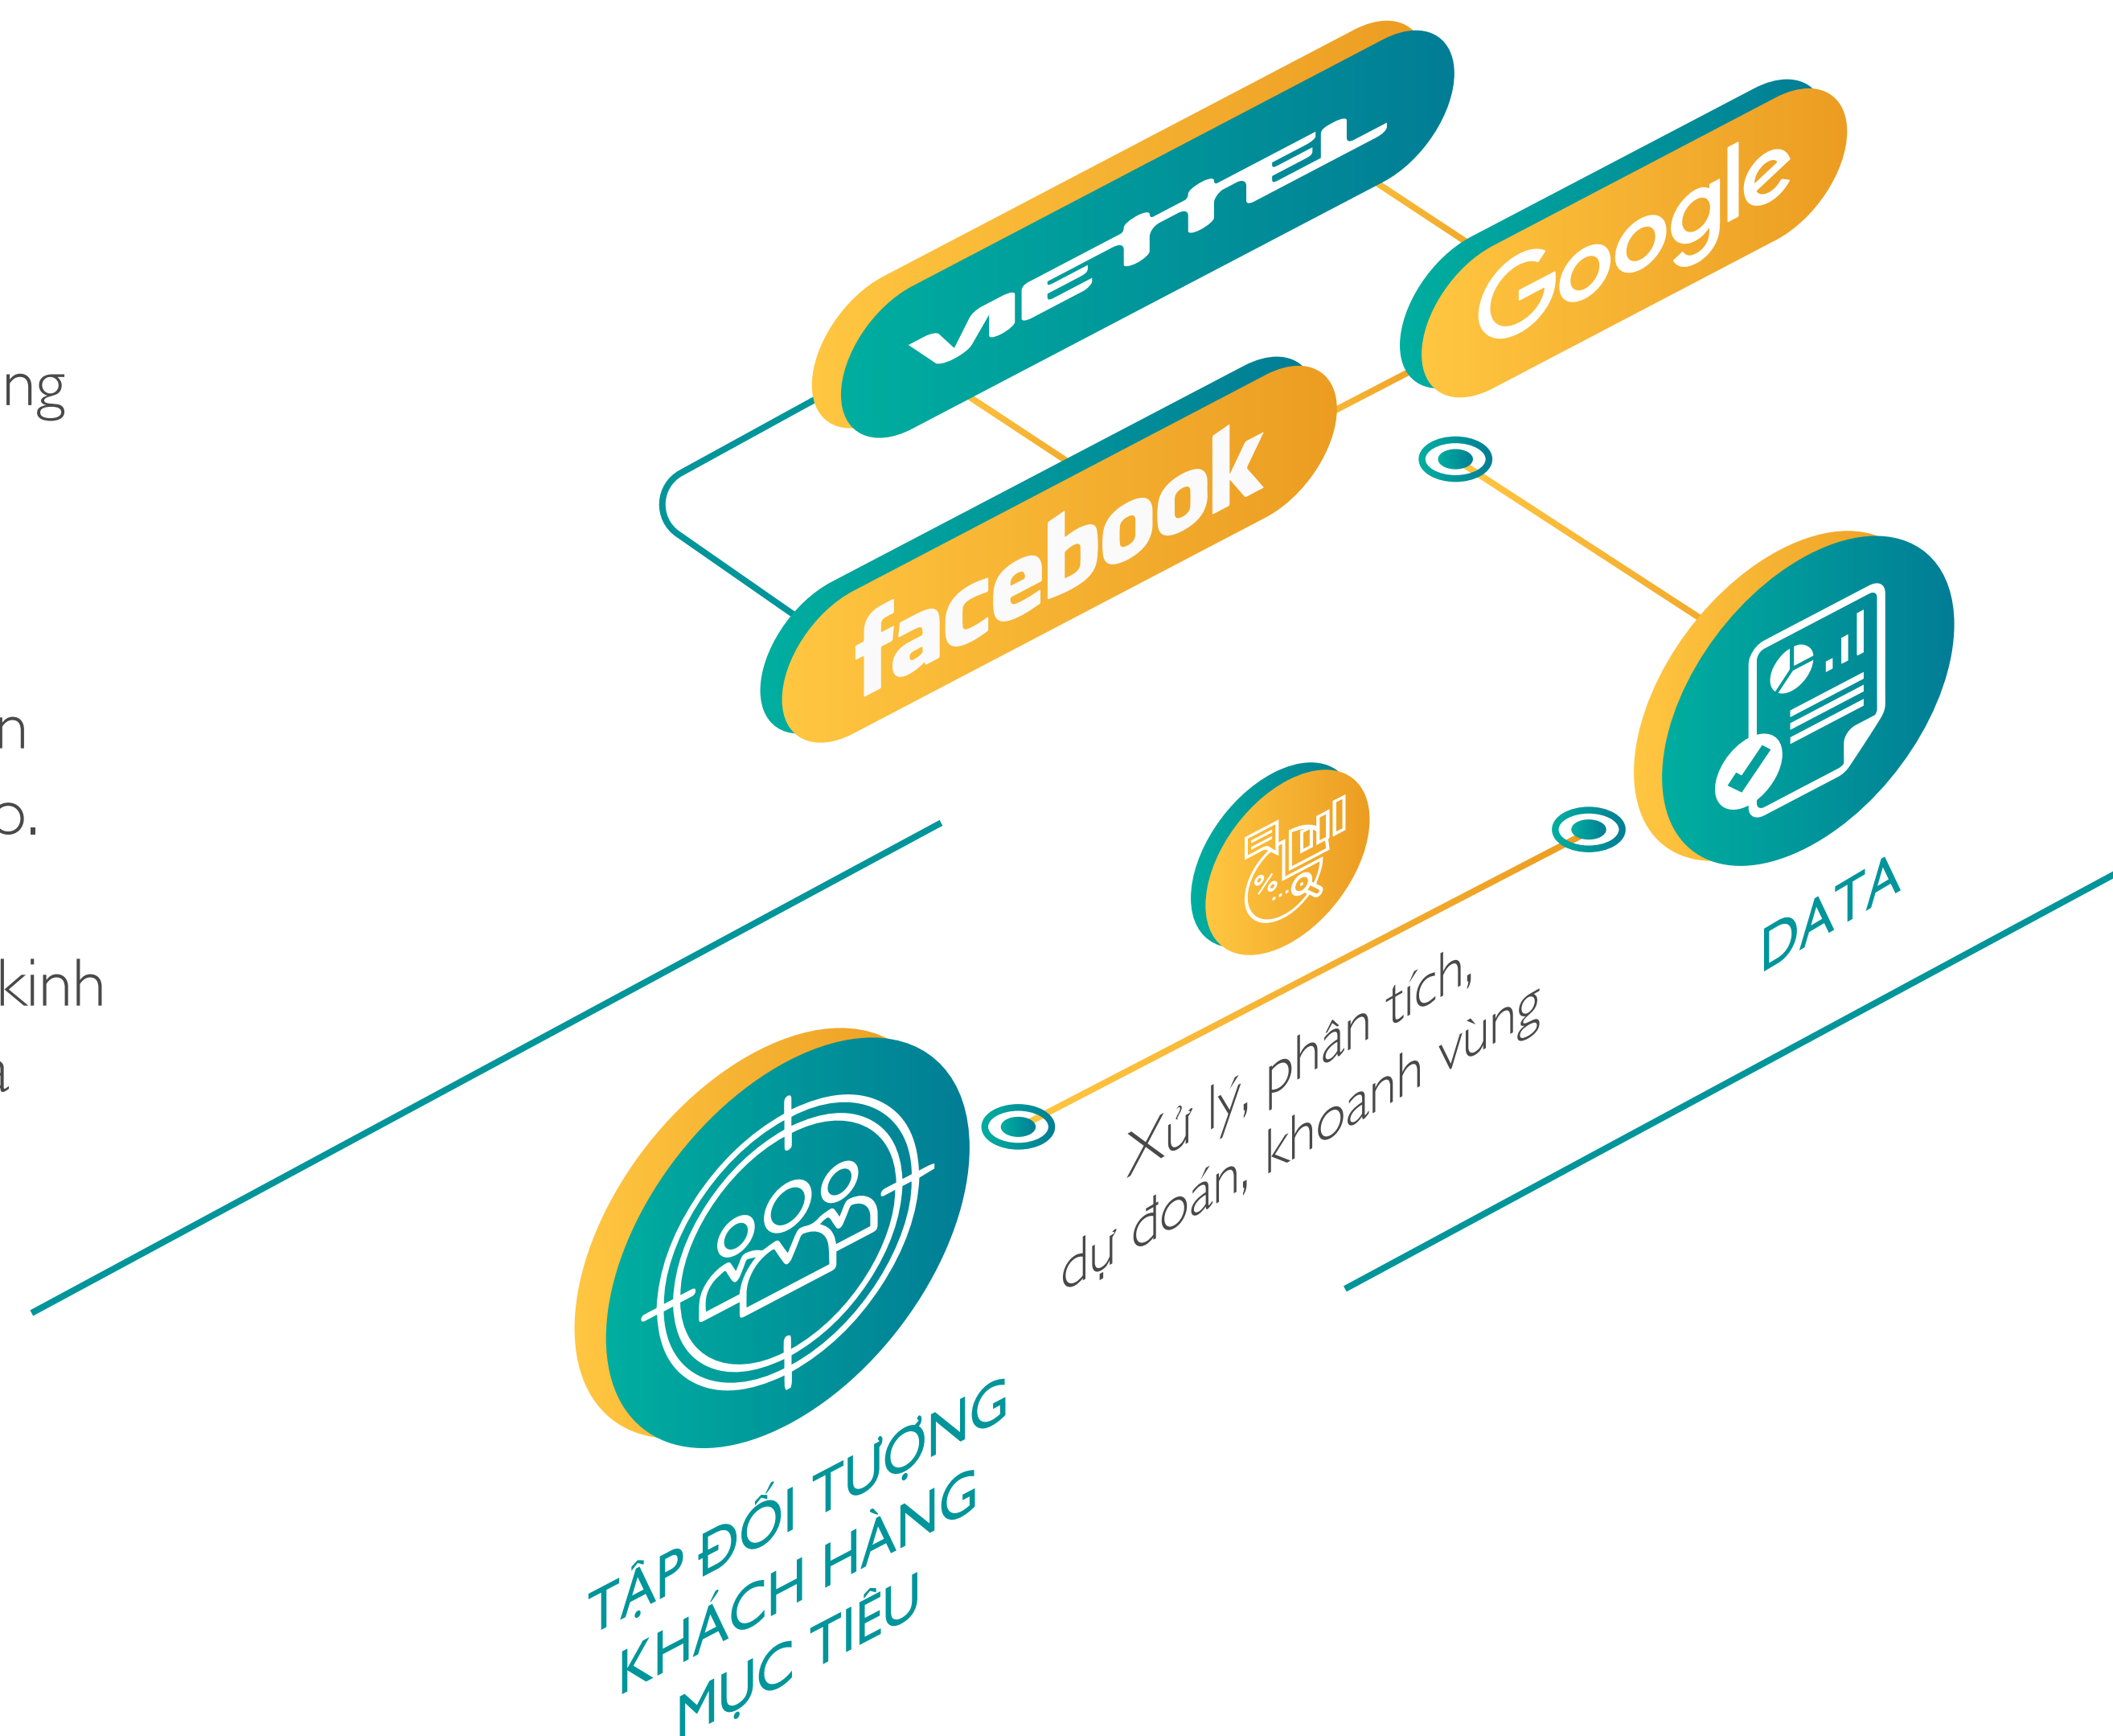 ng
n
o.
kinh
a
VIETTEL
Google
facebook
DATA
Xử lý, phân tích,
dự đoán, khoanh vùng
TẬP ĐỐI TƯỢNG
KHÁCH HÀNG
MỤC TIÊU